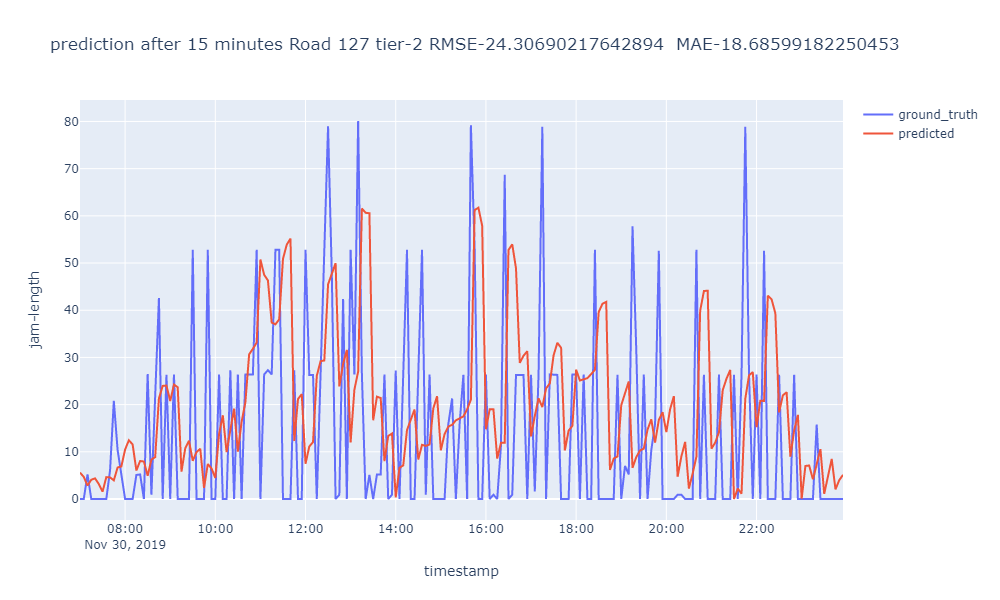 prediction after 15 minutes Road 127 tier-2 RMSE-24.30690217642894  MAE-18.68599182250453
ground_truth
predicted
jam-length
80
70
60
50
40
30
20
10
0
08:00 10:00 12:00 14:00 16:00 18:00 20:00 22:00
Nov 30, 2019
timestamp